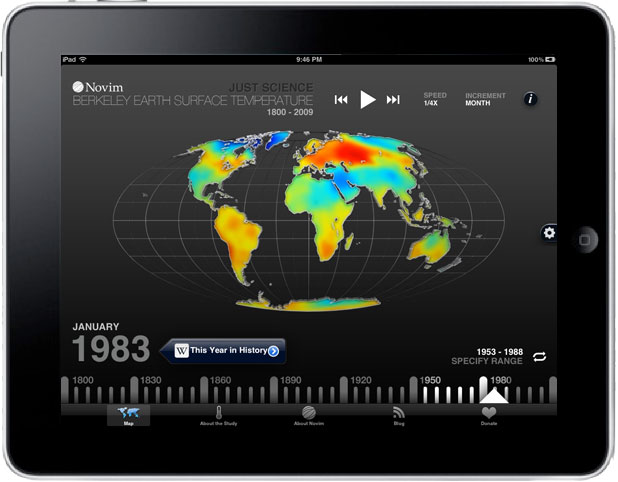 iPad 9:46 PM 100%
Novim JUST SCIENCE
BERKELEY EARTH SURFACE TEMPERATURE
1800 - 2009
SPEED INCREMENT
1/4X MONTH
i
JANUARY
1983
W This Year in History
1953 - 1988
SPECIFY RANGE
1800 1830 1860 1890 1920 1950 1980
Map About the Study About Novim Blog Donate